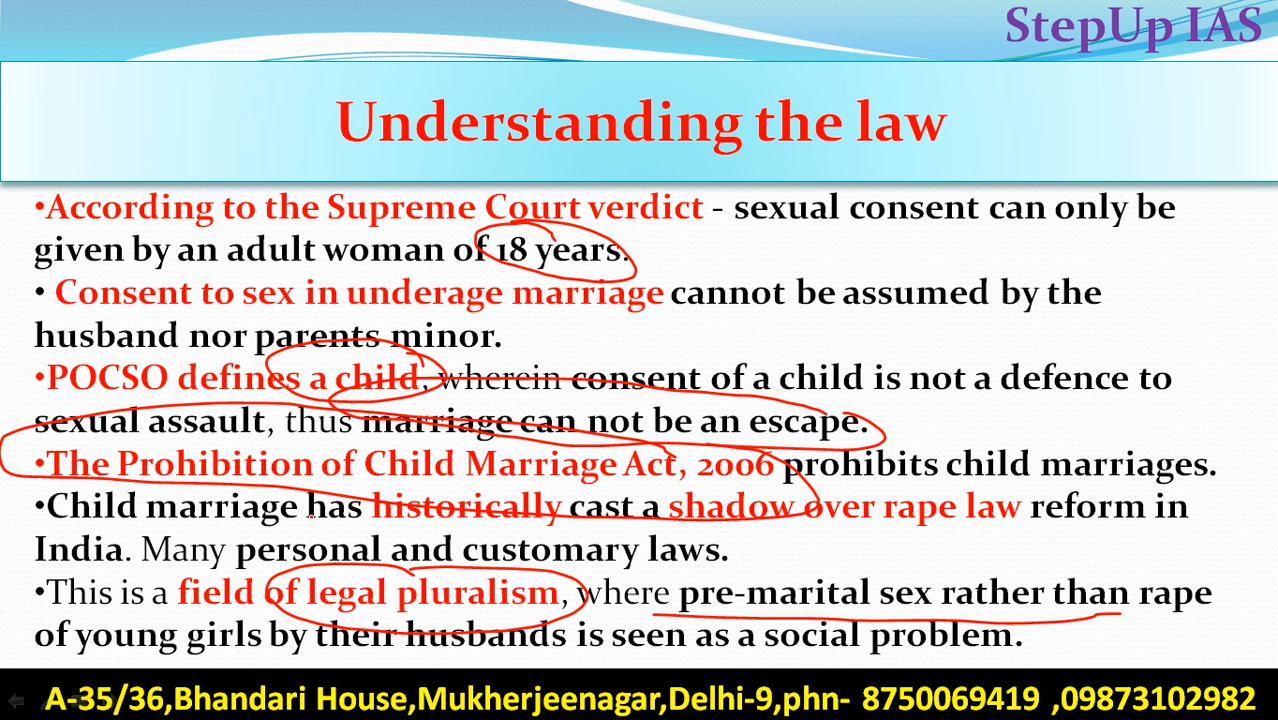 StepUp IAS
Understanding the law
•According to the Supreme Court verdict - sexual consent can only be
given by an adult woman of 18 years.
• Consent to sex in underage marriage cannot be assumed by the
husband nor parents minor.
•POCSO defines a child, wherein consent of a child is not a defence to
sexual assault, thus marriage can not be an escape.
•The Prohibition of Child Marriage Act, 2006 prohibits child marriages.
•Child marriage has historically cast a shadow over rape law reform in
India. Many personal and customary laws.
•This is a field of legal pluralism, where pre-marital sex rather than rape
of young girls by their husbands is seen as a social problem.
A-35/36,Bhandari House,Mukherjeenagar,Delhi-9,phn- 8750069419 ,09873102982